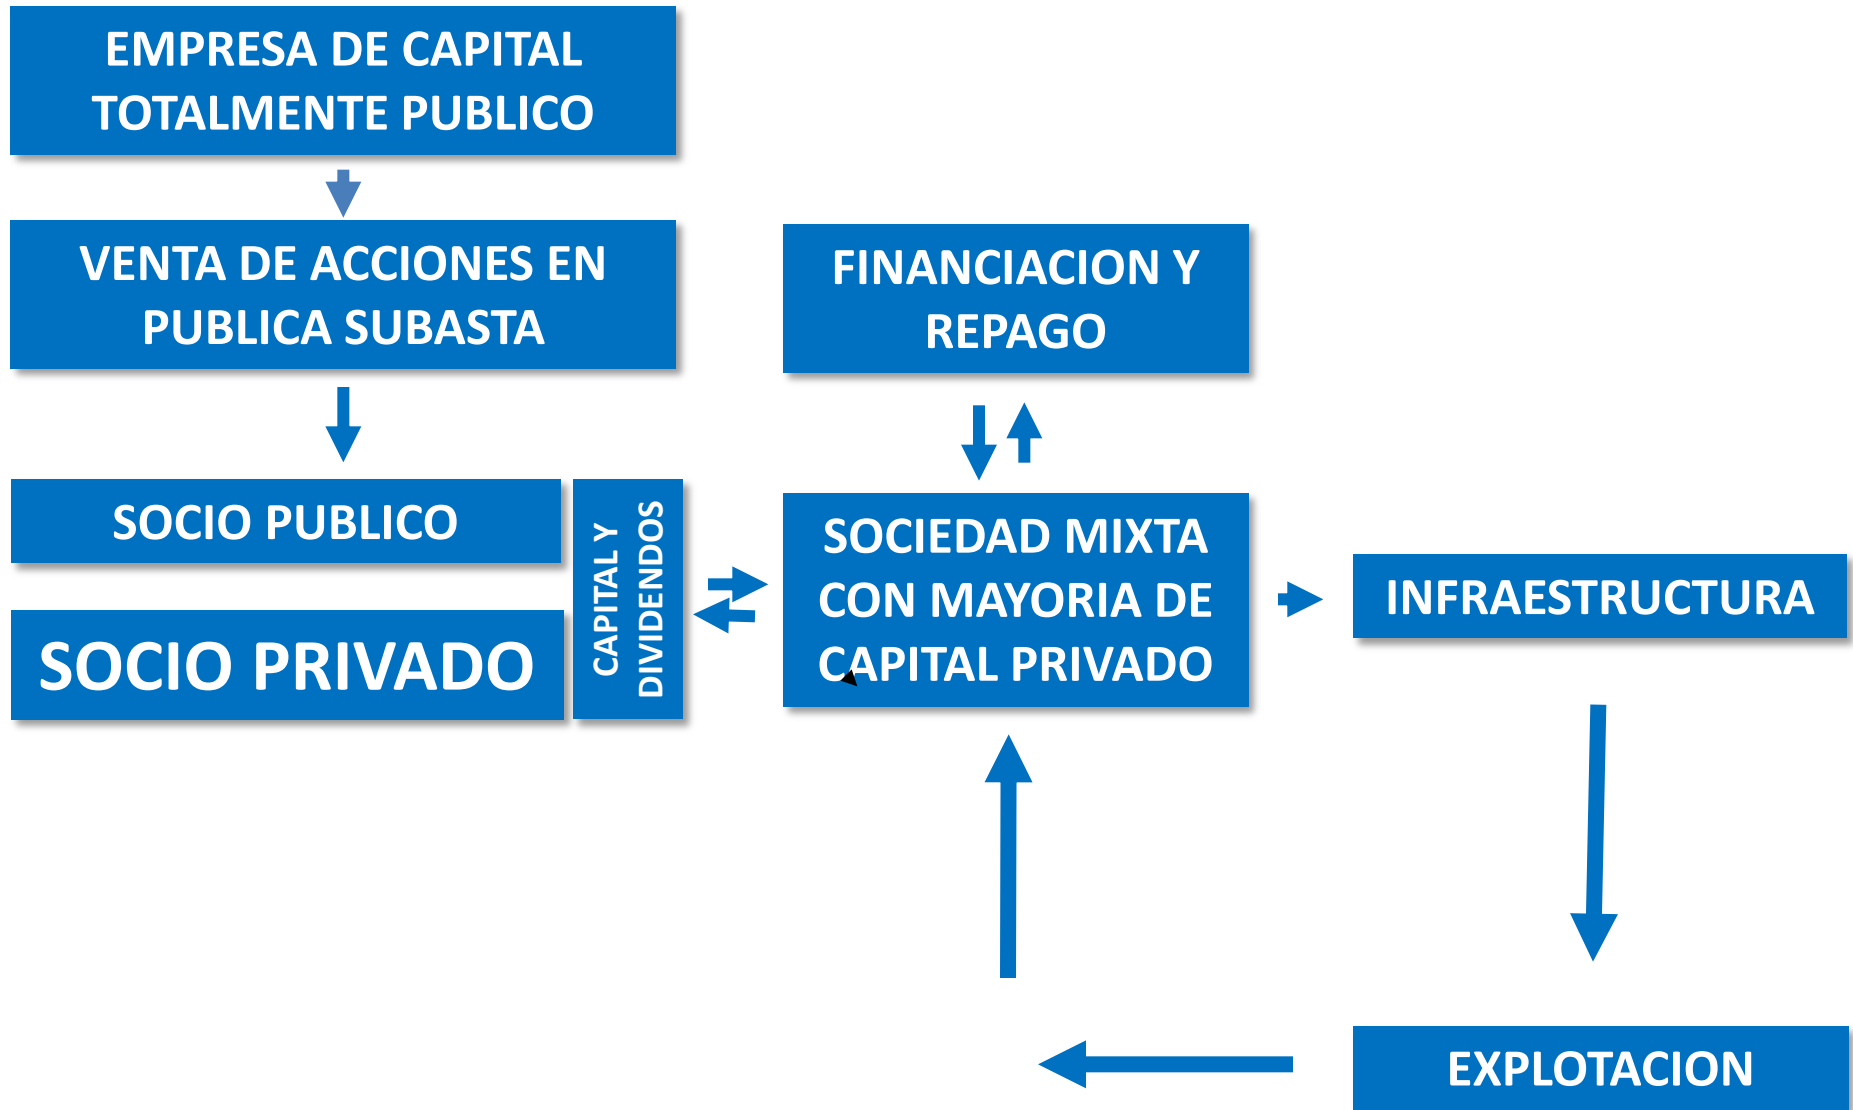 EMPRESA DE CAPITAL
TOTALMENTE PUBLICO
VENTA DE ACCIONES EN
PUBLICA SUBASTA
FINANCIACION Y
REPAGO
SOCIO PUBLICO
SOCIO PRIVADO
CAPITAL Y
DIVIDENDOS
SOCIEDAD MIXTA
CON MAYORIA DE
CAPITAL PRIVADO
INFRAESTRUCTURA
EXPLOTACION